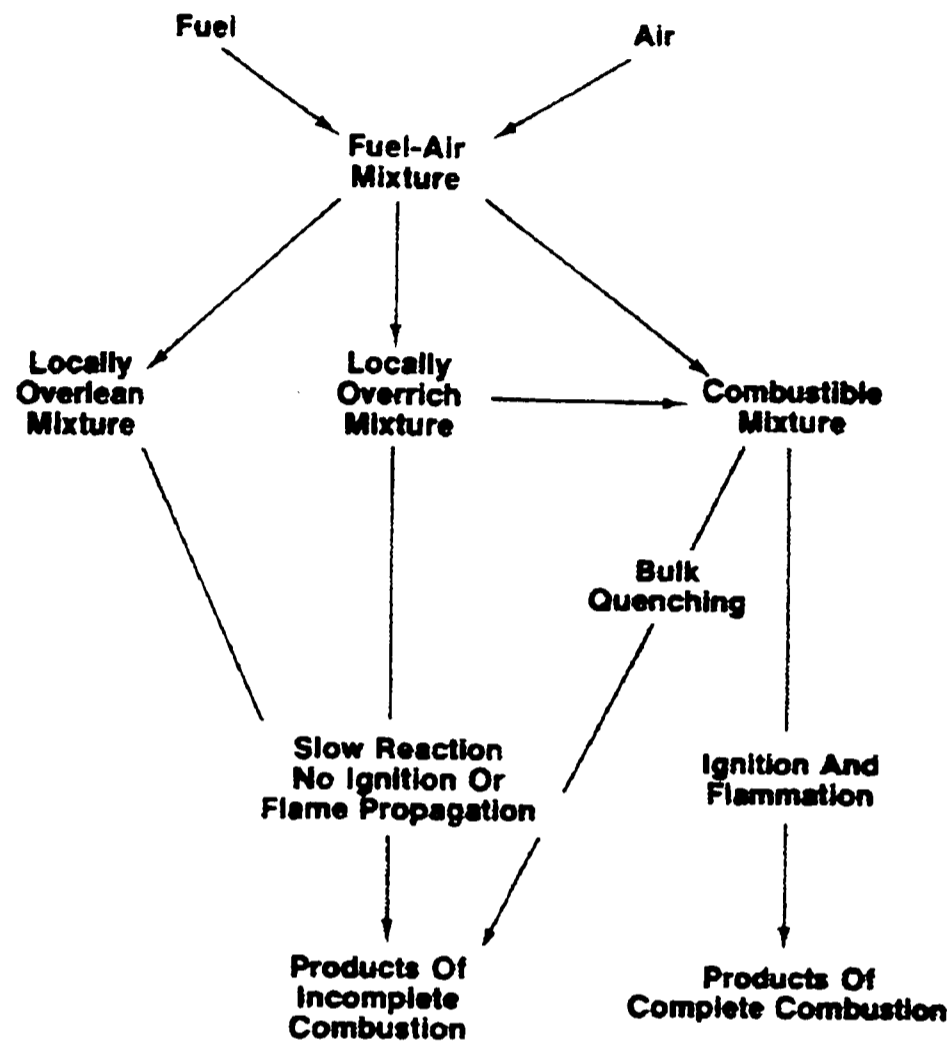 Fuel
Air
Fuel-Air
Mixture
Locally
Overlean
Mixture
Locally
Overrich
Mixture
Combustible
Mixture
Bulk
Quenching
Slow Reaction
No Ignition Or
Flame Propagation
Ignition And
Flammation
Products Of
Incomplete
Combustion
Products Of
Complete Combustion